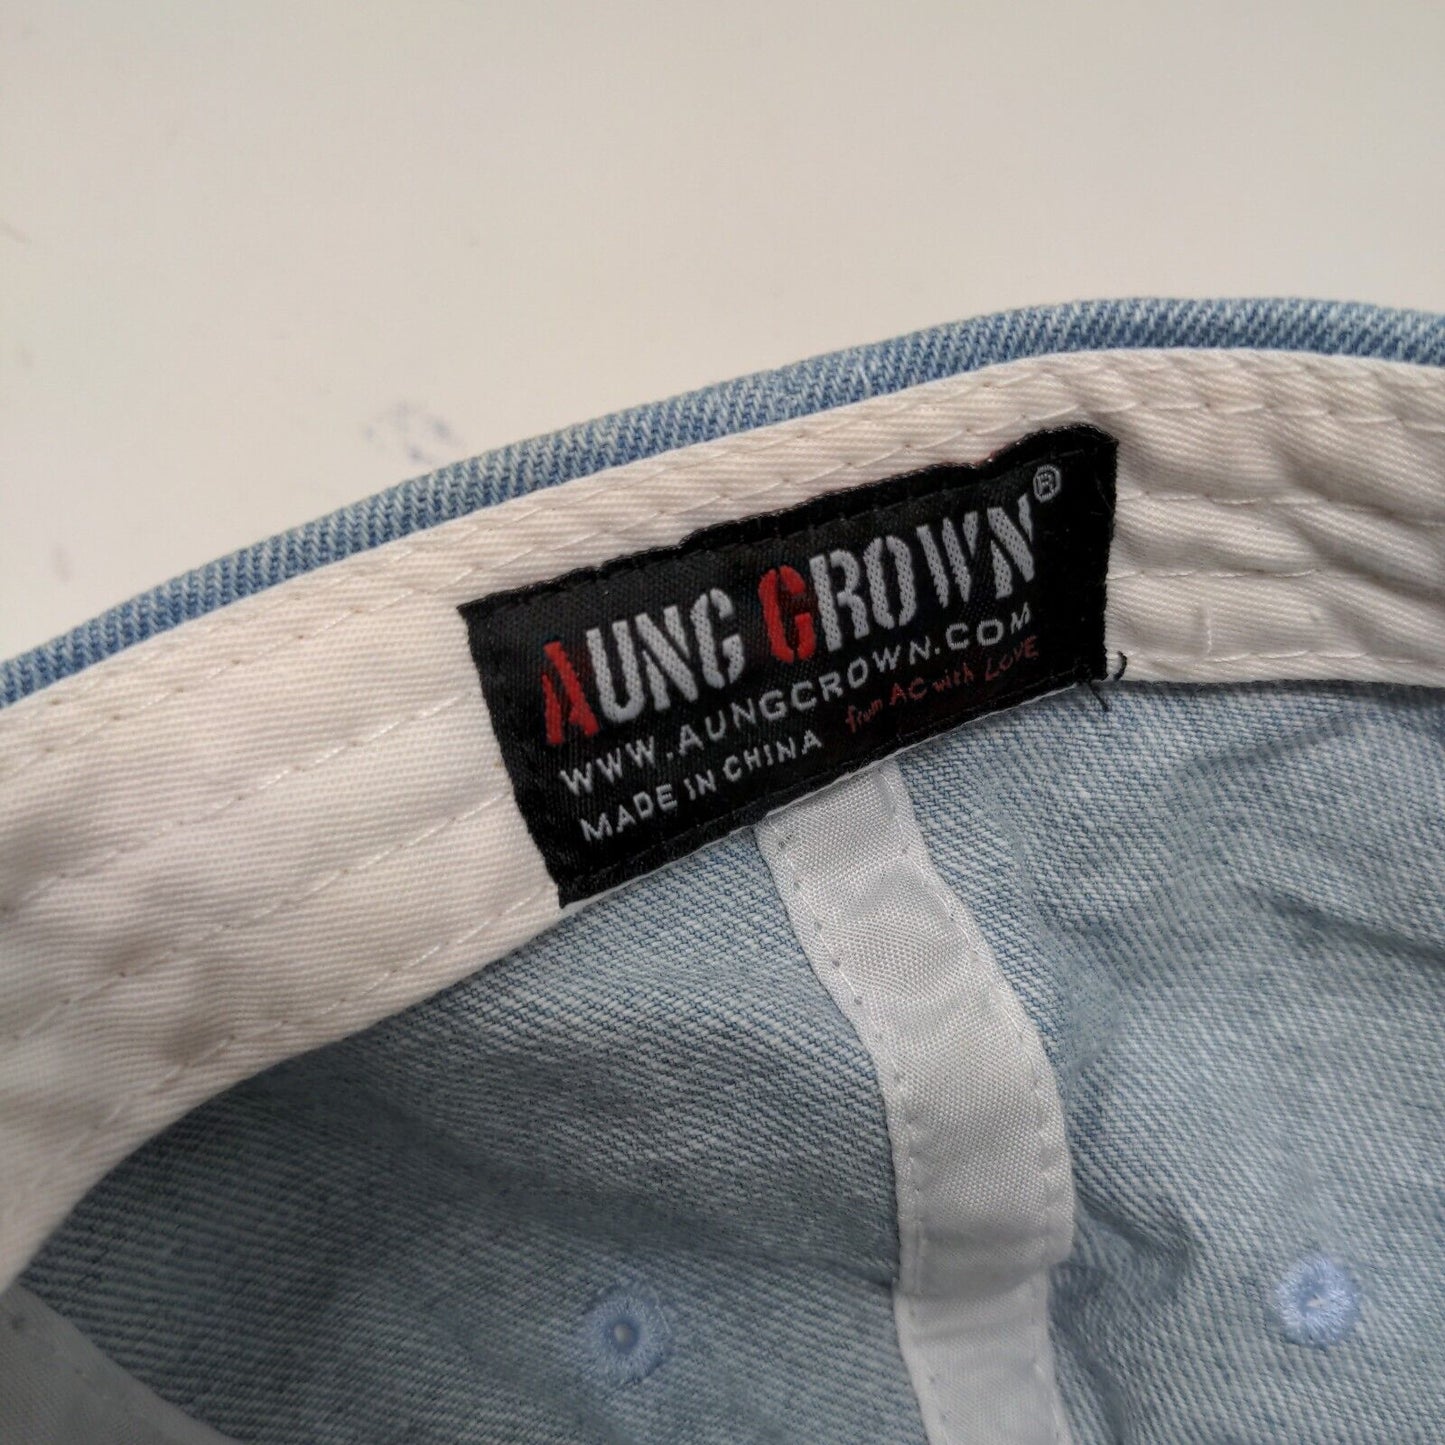 AUNG CROWN®
WWW.AUNGCROWN.COM
MADE IN CHINA from AC with LOVE